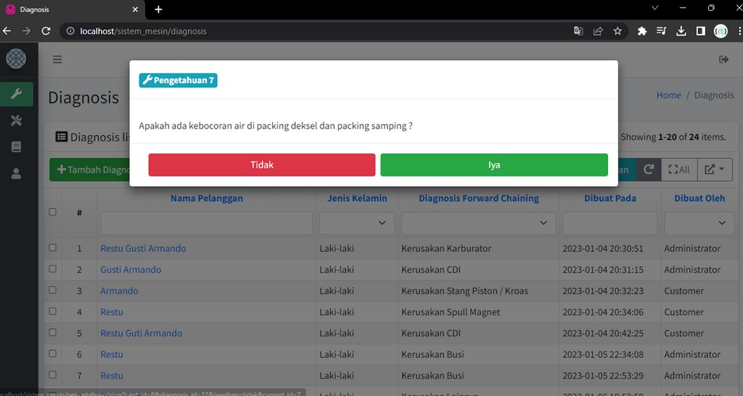 Diagnosis
localhost/sistem_mesin/diagnosis
Pengetahuan 7
Diagnosis
Home / Diagnosis
Apakah ada kebocoran air di packing deksel dan packing samping ?
Diagnosis li
Showing 1-20 of 24 items.
Tidak
Iya
Tambah Diagno
an
All
# Nama Pelanggan Jenis Kelamin Diagnosis Forward Chaining Dibuat Pada Dibuat Oleh
1 Restu Gusti Armando Laki-laki Kerusakan Karburator 2023-01-04 20:30:51 Administrator
2 Gusti Armando Laki-laki Kerusakan CDI 2023-01-04 20:31:15 Administrator
3 Armando Laki-laki Kerusakan Stang Piston / Kroas 2023-01-04 20:32:23 Customer
4 Restu Laki-laki Kerusakan Spull Magnet 2023-01-04 20:34:06 Customer
5 Restu Guti Armando Laki-laki Kerusakan CDI 2023-01-04 20:42:25 Customer
6 Restu Laki-laki Kerusakan Busi 2023-01-05 22:34:08 Administrator
7 Restu Laki-laki Kerusakan Busi 2023-01-05 22:53:29 Administrator